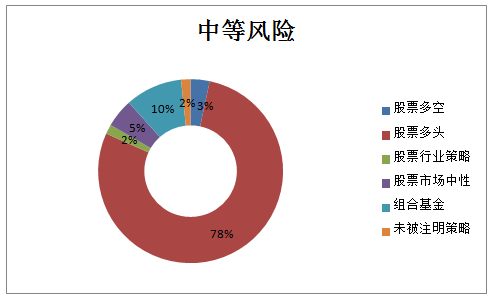 中等风险
3%
78%
2%
5%
10%
2%
股票多空
股票多头
股票行业策略
股票市场中性
组合基金
未被注明策略